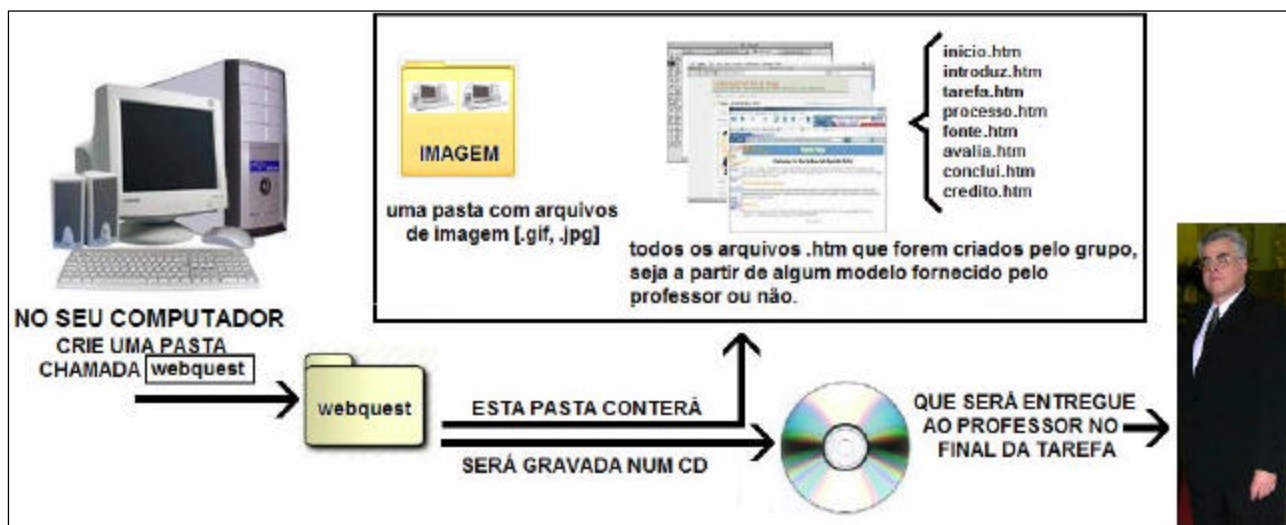 NO SEU COMPUTADOR
CRIE UMA PASTA
CHAMADA webquest
webquest
ESTA PASTA CONTERÁ
SERÁ GRAVADA NUM CD
IMAGEM
uma pasta com arquivos
de imagem [.gif, .jpg]
inicio.htm
introduz.htm
tarefa.htm
processo.htm
fonte.htm
avalia.htm
conclui.htm
credito.htm
todos os arquivos .htm que forem criados pelo grupo,
seja a partir de algum modelo fornecido pelo
professor ou não.
QUE SERÁ ENTREGUE
AO PROFESSOR NO
FINAL DA TAREFA